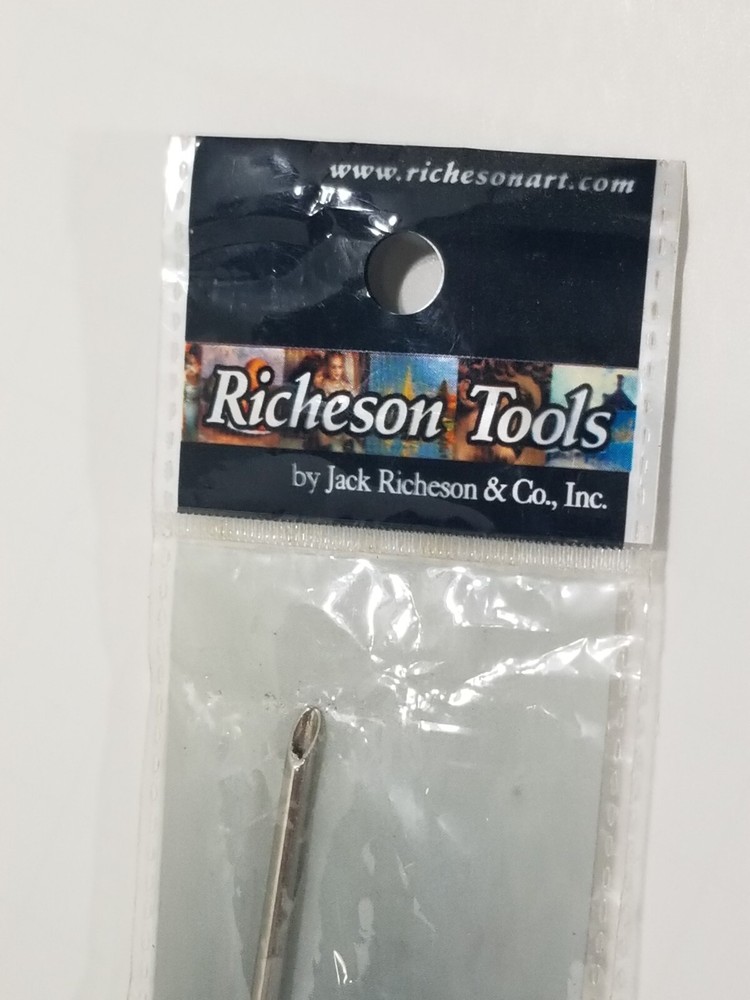 www.richesonart.com
Richeson Tools
by Jack Richeson & Co., Inc.